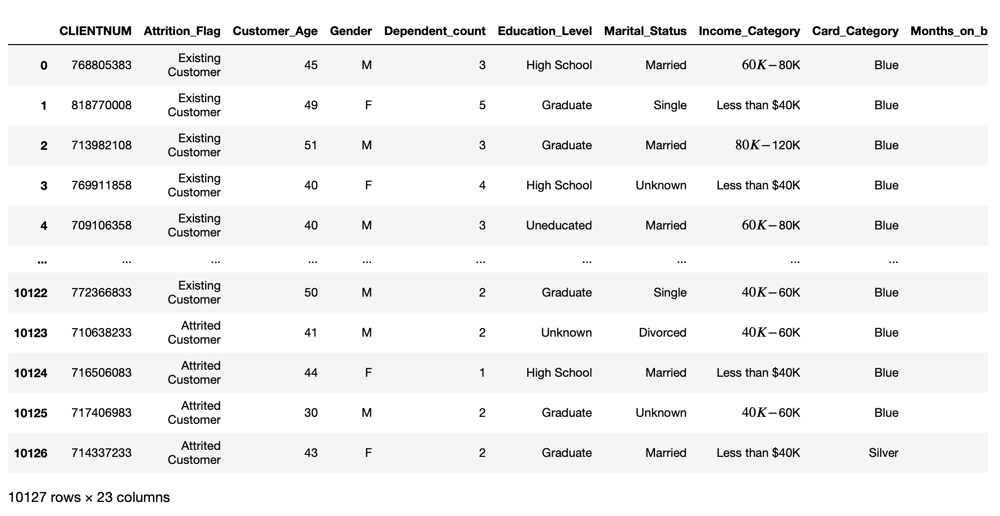 CLIENTNUM Attrition_Flag Customer_Age Gender Dependent_count Education_Level Marital_Status Income_Category Card_Category Months_on_b
0 768805383 Existing Customer 45 M 3 High School Married 60K−80K Blue
1 818770008 Existing Customer 49 F 5 Graduate Single Less than $40K Blue
2 713982108 Existing Customer 51 M 3 Graduate Married 80K−120K Blue
3 769911858 Existing Customer 40 F 4 High School Unknown Less than $40K Blue
4 709106358 Existing Customer 40 M 3 Uneducated Married 60K−80K Blue
... ... ... ... ... ... ... ... ... ...
10122 772366833 Existing Customer 50 M 2 Graduate Single 40K−60K Blue
10123 710638233 Attrited Customer 41 M 2 Unknown Divorced 40K−60K Blue
10124 716506083 Attrited Customer 44 F 1 High School Married Less than $40K Blue
10125 717406983 Attrited Customer 30 M 2 Graduate Unknown 40K−60K Blue
10126 714337233 Attrited Customer 43 F 2 Graduate Married Less than $40K Silver
10127 rows × 23 columns